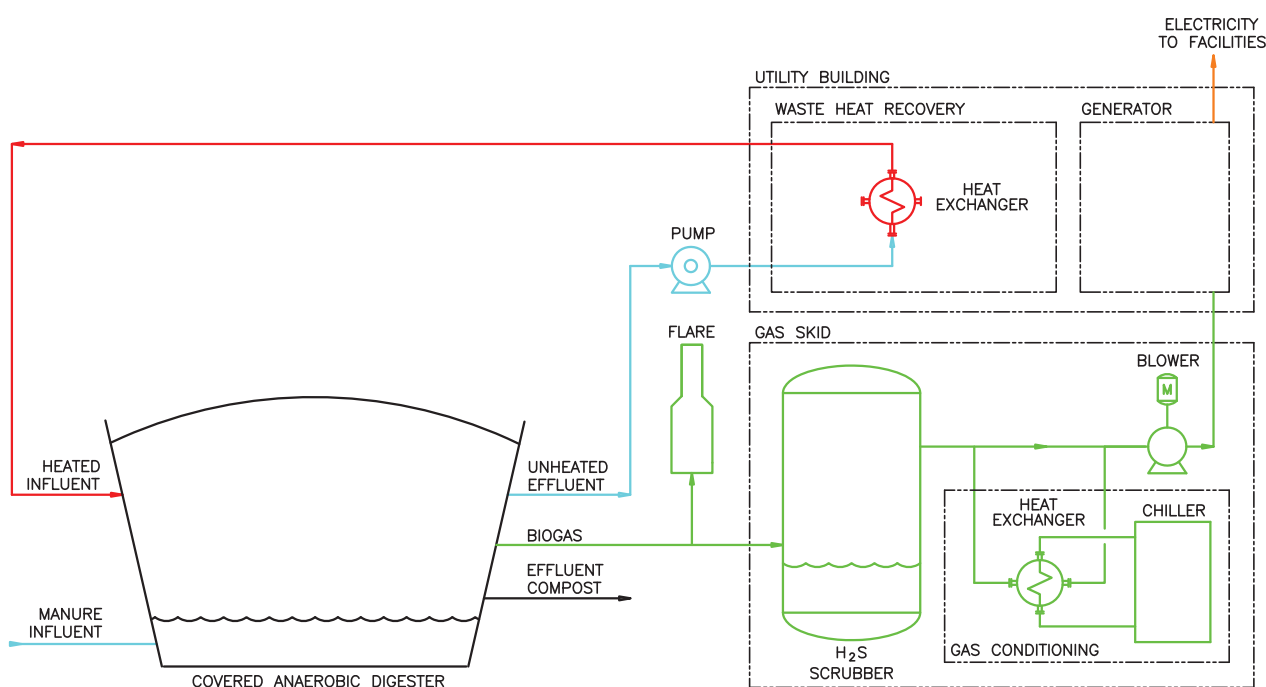 ELECTRICITY
TO FACILITIES
UTILITY BUILDING
WASTE HEAT RECOVERY
GENERATOR
HEAT
EXCHANGER
PUMP
FLARE
GAS SKID
BLOWER
M
HEATED
INFLUENT
UNHEATED
EFFLUENT
BIOGAS
EFFLUENT
COMPOST
HEAT
EXCHANGER
CHILLER
MANURE
INFLUENT
GAS CONDITIONING
H₂S
SCRUBBER
COVERED ANAEROBIC DIGESTER